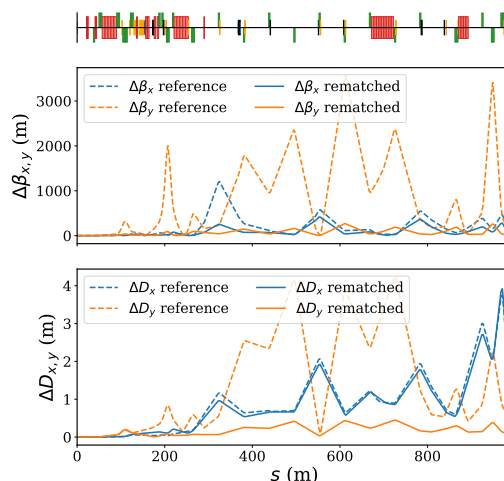 3000
2000
1000
0
Δβx,y (m)
Δβx reference
Δβy reference
Δβx rematched
Δβy rematched
4
3
2
1
0
ΔDx,y (m)
ΔDx reference
ΔDy reference
ΔDx rematched
ΔDy rematched
0
200
400
600
800
s (m)